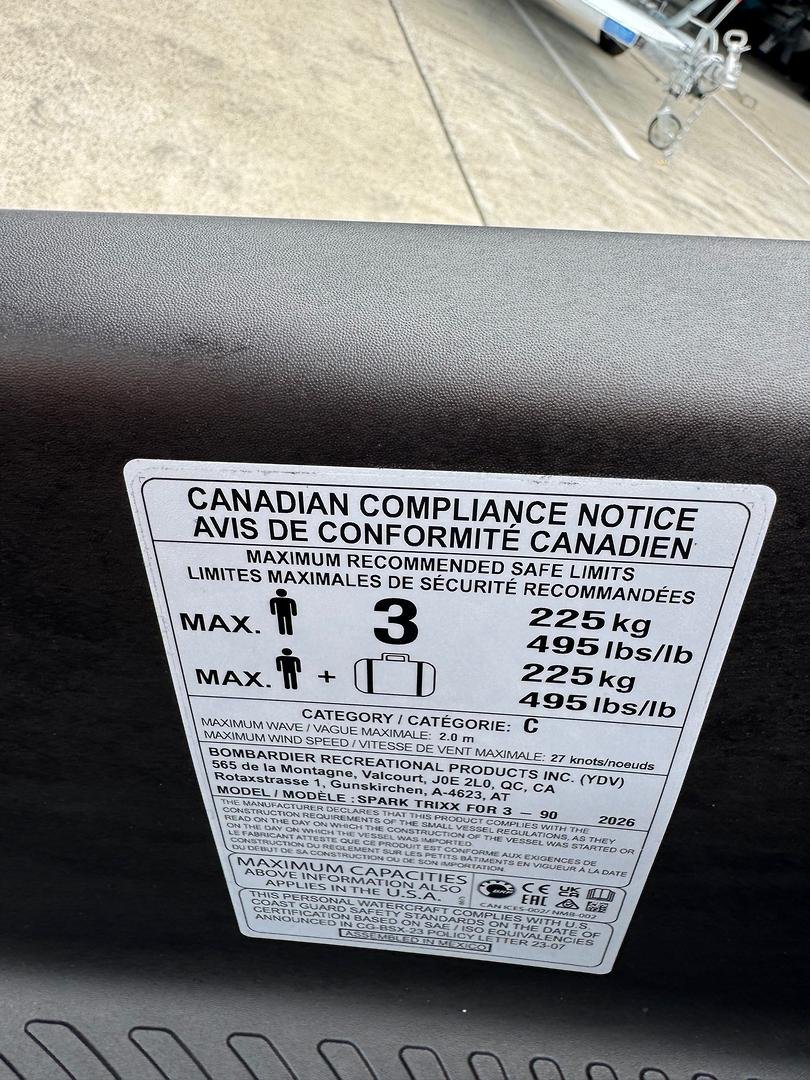 CANADIAN COMPLIANCE NOTICE
AVIS DE CONFORMITÉ CANADIEN
MAXIMUM RECOMMENDED SAFE LIMITS
LIMITES MAXIMALES DE SÉCURITÉ RECOMMANDÉES
MAX. 3 225 kg
495 lbs/lb
MAX. + 225 kg
495 lbs/lb
CATEGORY / CATÉGORIE: C
MAXIMUM WAVE / VAGUE MAXIMALE: 2.0 m
MAXIMUM WIND SPEED / VITESSE DE VENT MAXIMALE: 27 knots/noeuds
BOMBARDIER RECREATIONAL PRODUCTS INC. (YDV)
565 de la Montagne, Valcourt, J0E 2L0, QC, CA
Rotaxstrasse 1, Gunskirchen, A-4623, AT
MODEL / MODÈLE : SPARK TRIXX FOR 3 – 90 2026
THE MANUFACTURER DECLARES THAT THIS PRODUCT COMPLIES WITH THE
CONSTRUCTION REQUIREMENTS OF THE SMALL VESSEL REGULATIONS, AS THEY
READ ON THE DAY ON WHICH THE CONSTRUCTION OF THE VESSEL WAS STARTED OR
ON THE DAY ON WHICH THE VESSEL WAS IMPORTED.
LE FABRICANT ATTESTE QUE CE PRODUIT EST CONFORME AUX EXIGENCES DE
CONSTRUCTION DU RÈGLEMENT SUR LES PETITS BÂTIMENTS EN VIGUEUR À LA DATE
DU DÉBUT DE SA CONSTRUCTION OU DE SON IMPORTATION.
MAXIMUM CAPACITIES
ABOVE INFORMATION ALSO
APPLIES IN THE U.S.A.
BRP CE UK CA
EAC
CAN ICES-002/ NMB-002
THIS PERSONAL WATERCRAFT COMPLIES WITH U.S.
COAST GUARD SAFETY STANDARDS ON THE DATE OF
CERTIFICATION BASED ON SAE / ISO EQUIVALENCIES
ANNOUNCED IN CG-BSX-23 POLICY LETTER 23-07
ASSEMBLED IN MEXICO